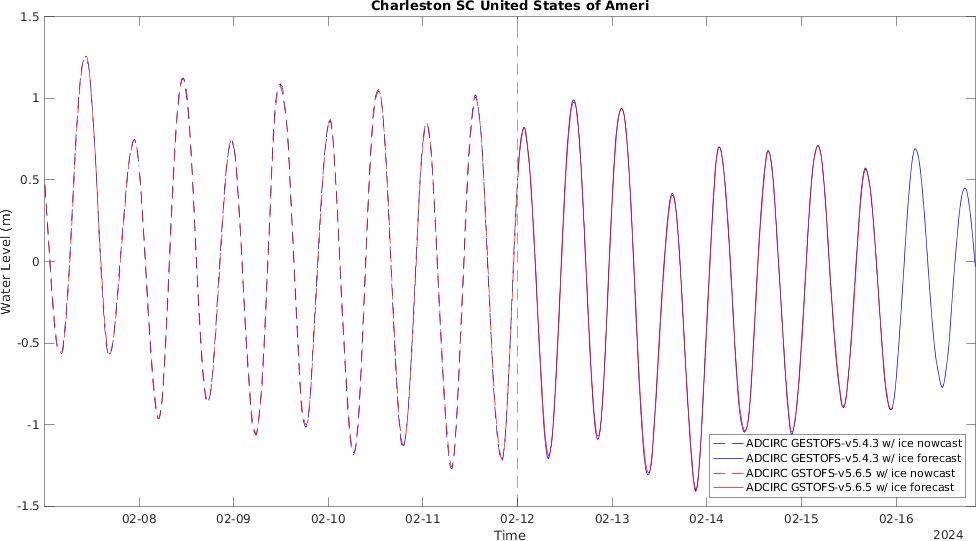 Charleston SC United States of Ameri
1.5
1
0.5
0
-0.5
-1
-1.5
Water Level (m)
ADCIRC GESTOFS-v5.4.3 w/ ice nowcast
ADCIRC GESTOFS-v5.4.3 w/ ice forecast
ADCIRC GSTOFS-v5.6.5 w/ ice nowcast
ADCIRC GSTOFS-v5.6.5 w/ ice forecast
02-08 02-09 02-10 02-11 02-12 02-13 02-14 02-15 02-16
Time
2024